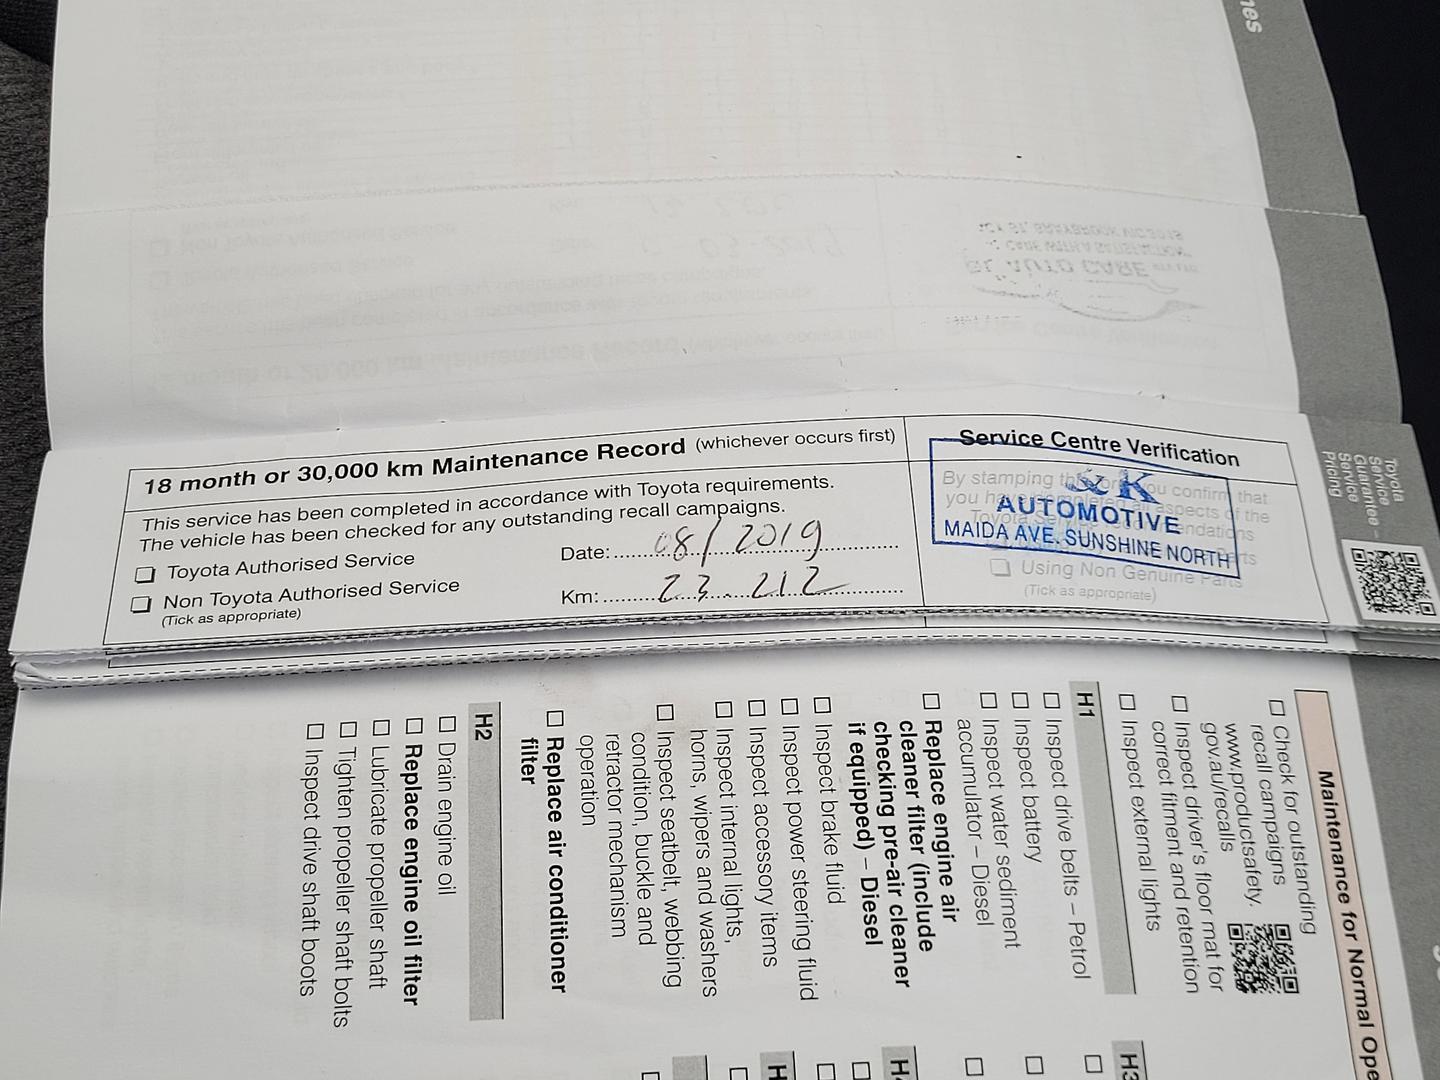 nes
18 month or 30,000 km Maintenance Record (whichever occurs first)
This service has been completed in accordance with Toyota requirements.
The vehicle has been checked for any outstanding recall campaigns.
Toyota Authorised Service
Non Toyota Authorised Service
(Tick as appropriate)
Date: 08/2019
Km: 23 212
Service Centre Verification
By stamping this you confirm that
you have completed all aspects of the
Toyota
& K
AUTOMOTIVE
MAIDA AVE. SUNSHINE NORTH
Using Non Genuine Parts
(Tick as appropriate)
Toyota
Service
Guarantee –
Service
Pricing
Maintenance for Normal Ope
Check for outstanding
recall campaigns
www.productsafety.
gov.au/recalls
Inspect driver's floor mat for
correct fitment and retention
Inspect external lights
H1
Inspect drive belts – Petrol
Inspect battery
Inspect water sediment
accumulator – Diesel
Replace engine air
cleaner filter (include
checking pre-air cleaner
if equipped) – Diesel
Inspect brake fluid
Inspect power steering fluid
Inspect accessory items
Inspect internal lights,
horns, wipers and washers
Inspect seatbelt, webbing
condition, buckle and
retractor mechanism
operation
Replace air conditioner
filter
H2
Drain engine oil
Replace engine oil filter
Lubricate propeller shaft
Tighten propeller shaft bolts
Inspect drive shaft boots
H3
H4
H